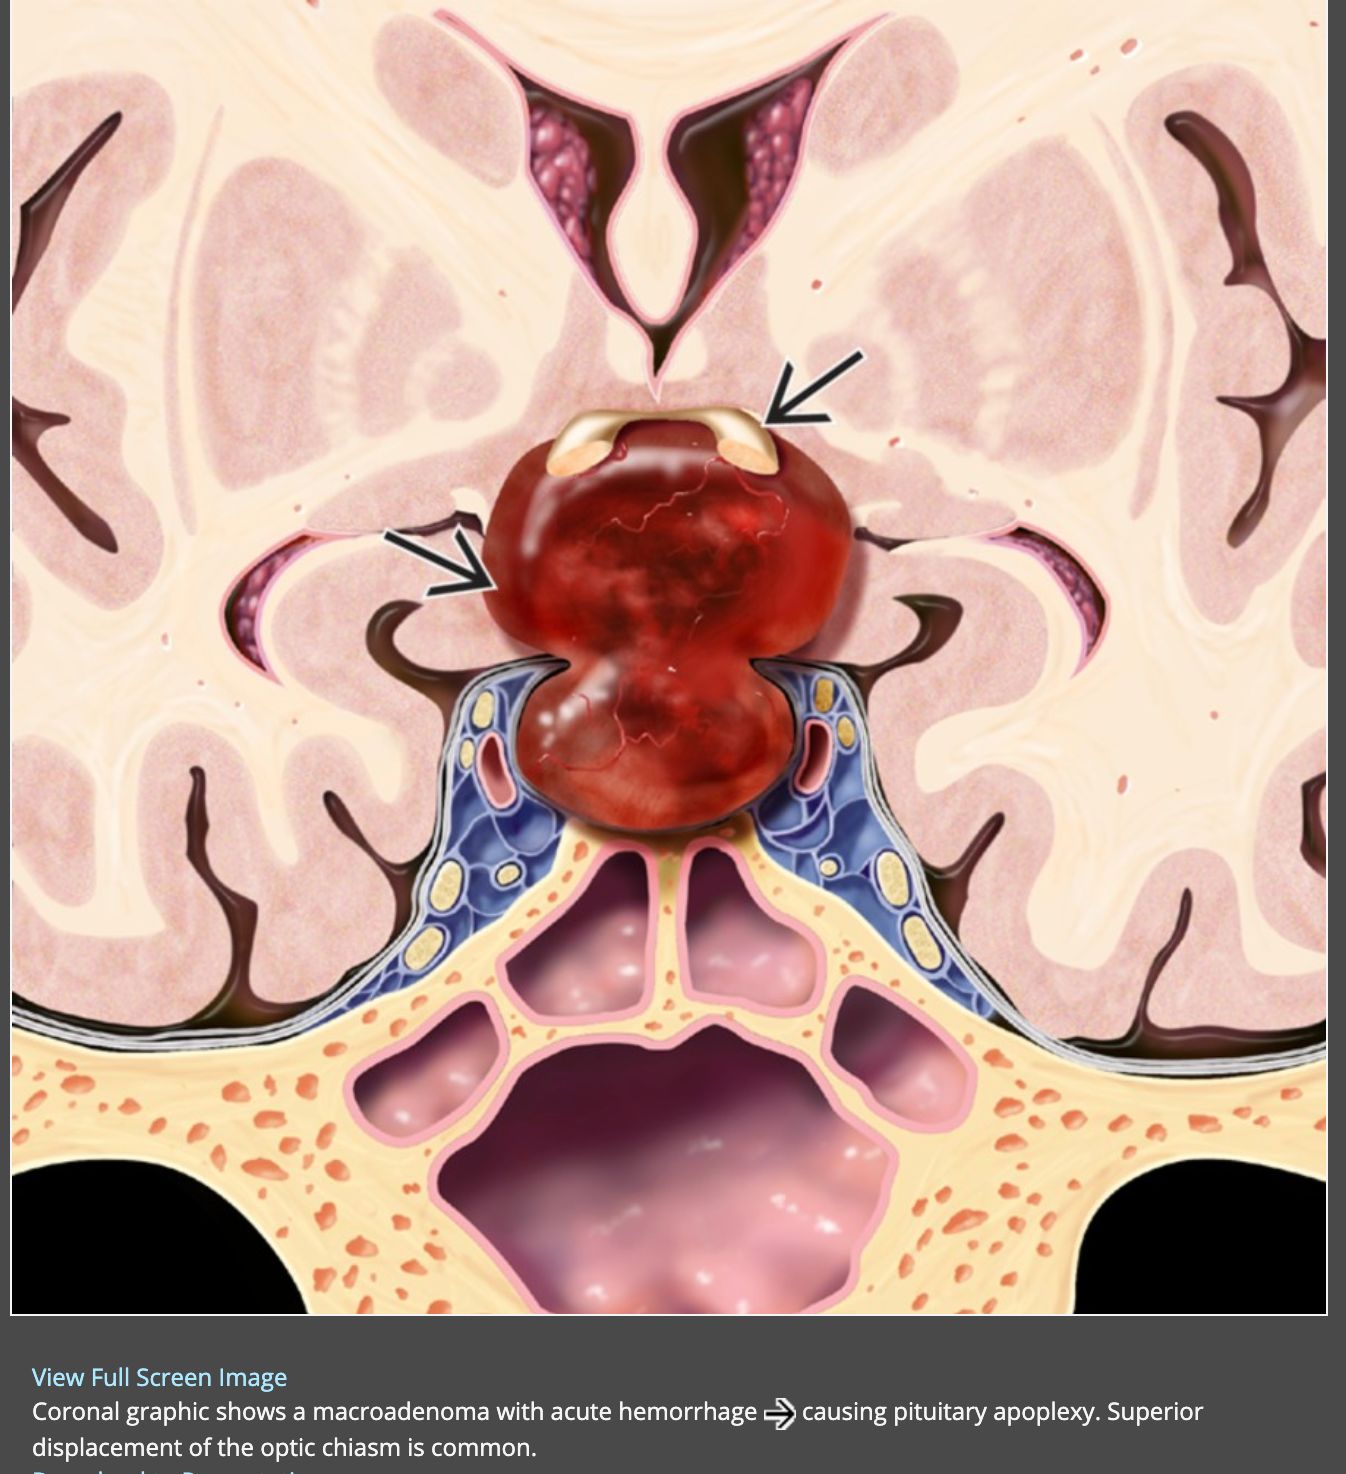 View Full Screen Image
Coronal graphic shows a macroadenoma with acute hemorrhage causing pituitary apoplexy. Superior
displacement of the optic chiasm is common.